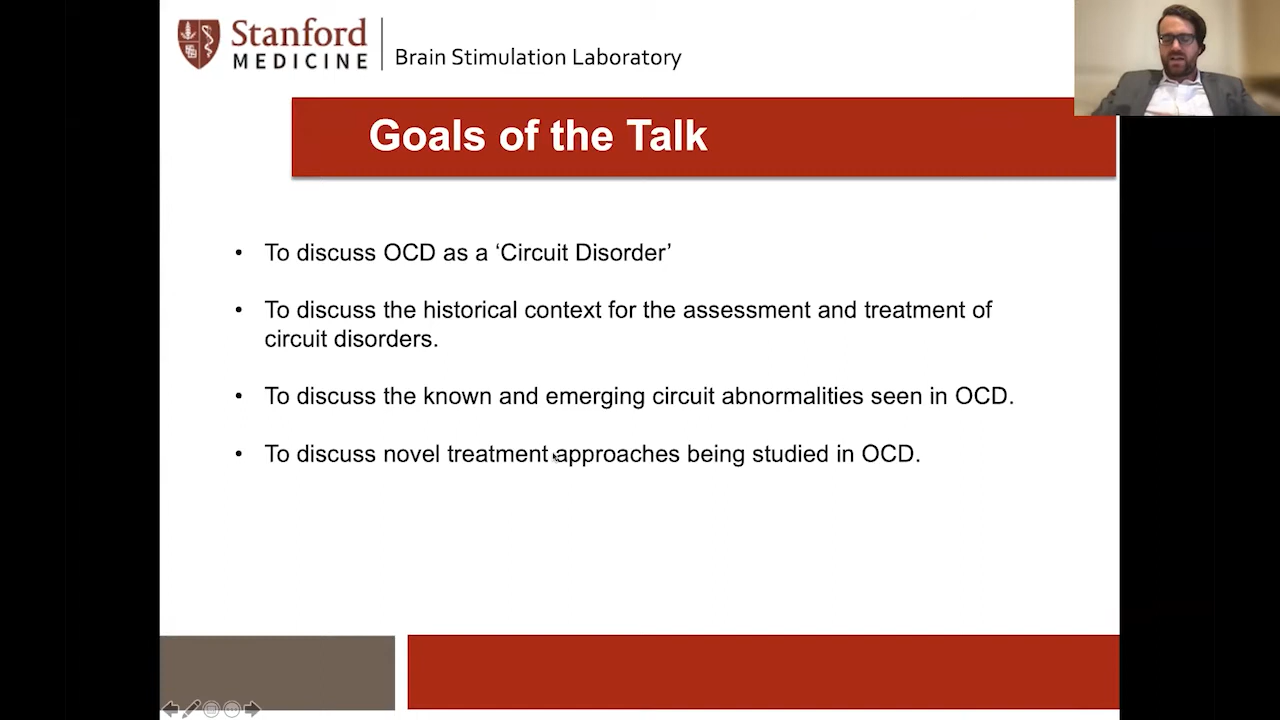 Stanford
MEDICINE
Brain Stimulation Laboratory
Goals of the Talk
• To discuss OCD as a ‘Circuit Disorder’
• To discuss the historical context for the assessment and treatment of
circuit disorders.
• To discuss the known and emerging circuit abnormalities seen in OCD.
• To discuss novel treatment approaches being studied in OCD.